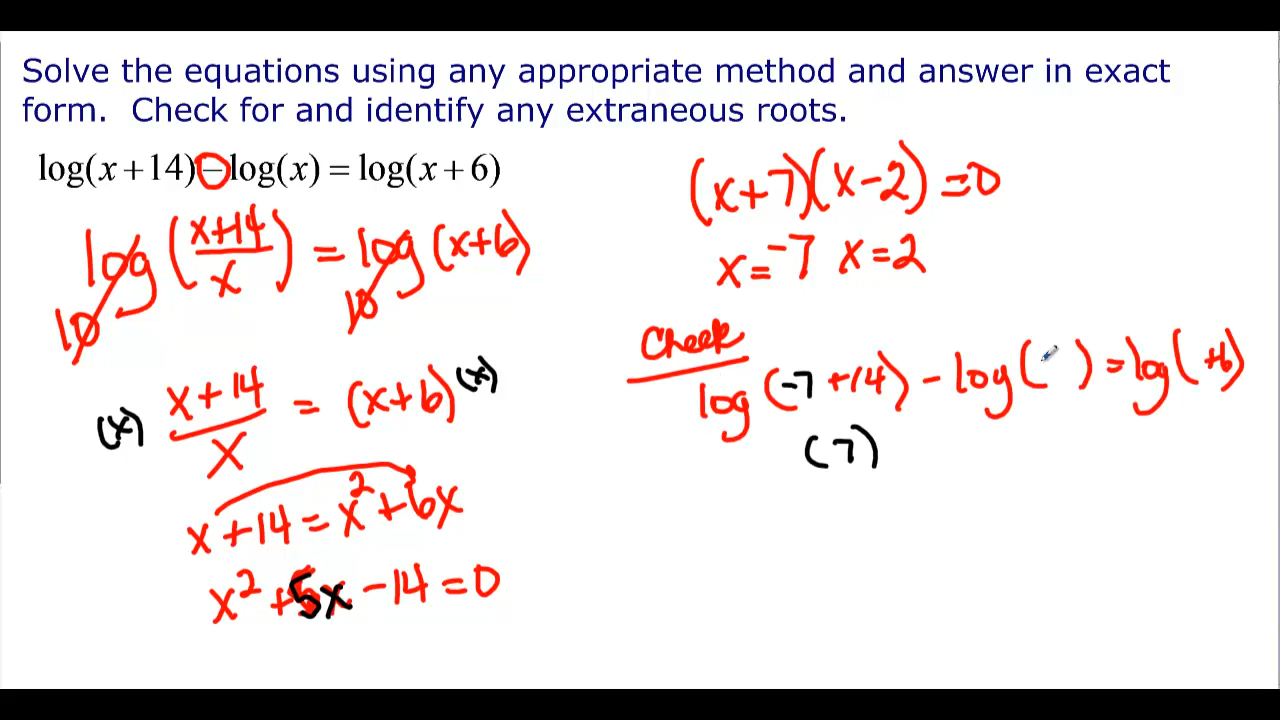 Solve the equations using any appropriate method and answer in exact
form. Check for and identify any extraneous roots.
log(x+14)−log(x) = log(x+6)
log(x+14/x) = log(x+6)
10 10
(x) x+14/x = (x+6)(x)
x+14 = x²+6x
x²+5x−14=0
(x+7)(x−2)=0
x=-7 x=2
Check
log(-7+14) − log( ) = log( +6)
(7)